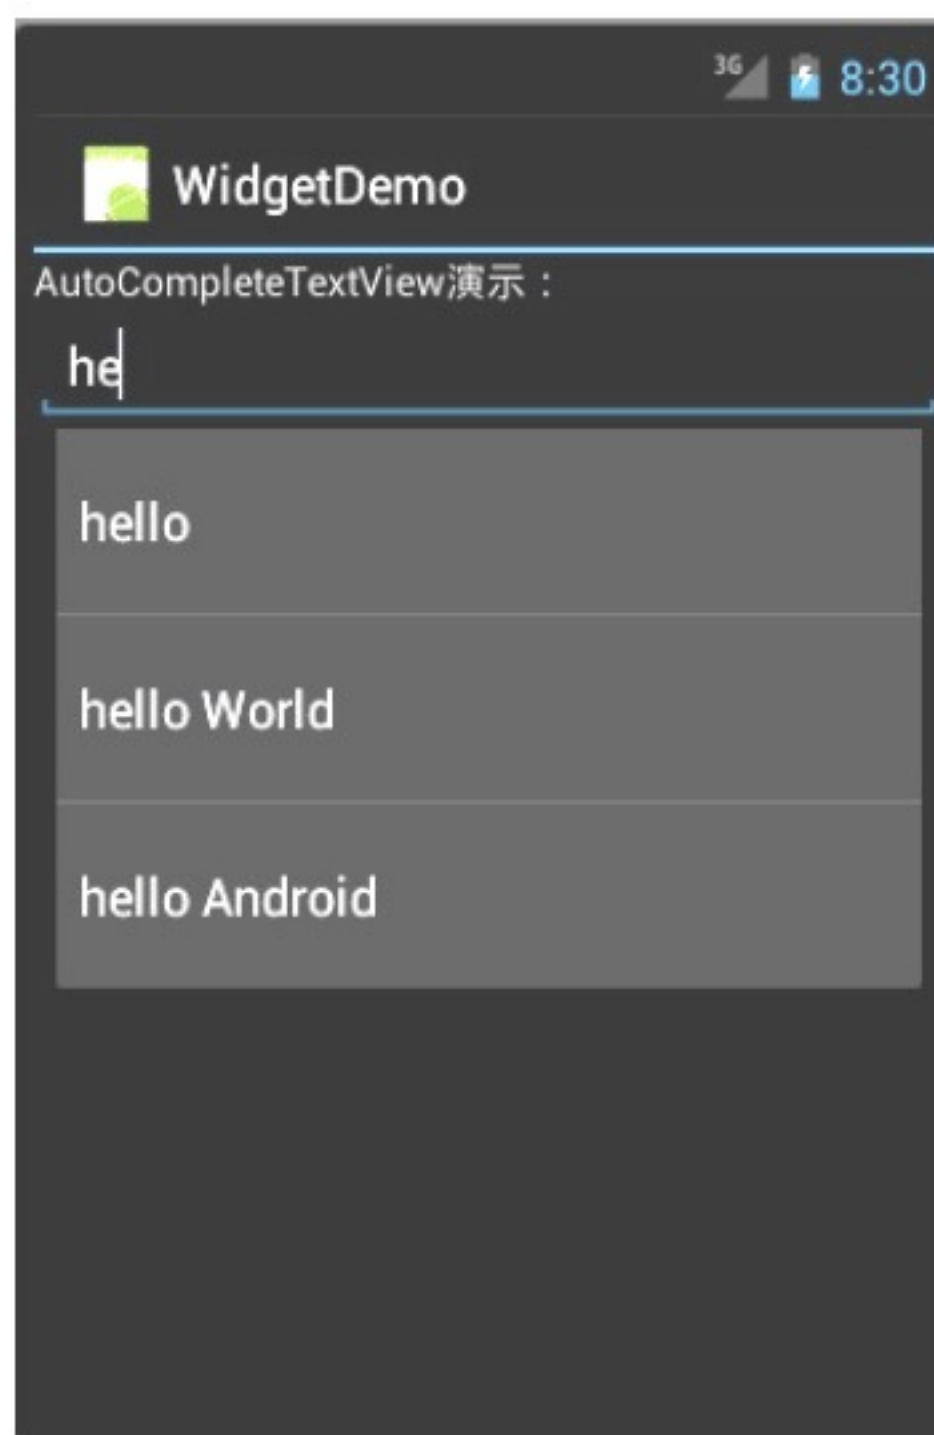 3G 8:30
WidgetDemo
AutoCompleteTextView演示：
he
hello
hello World
hello Android